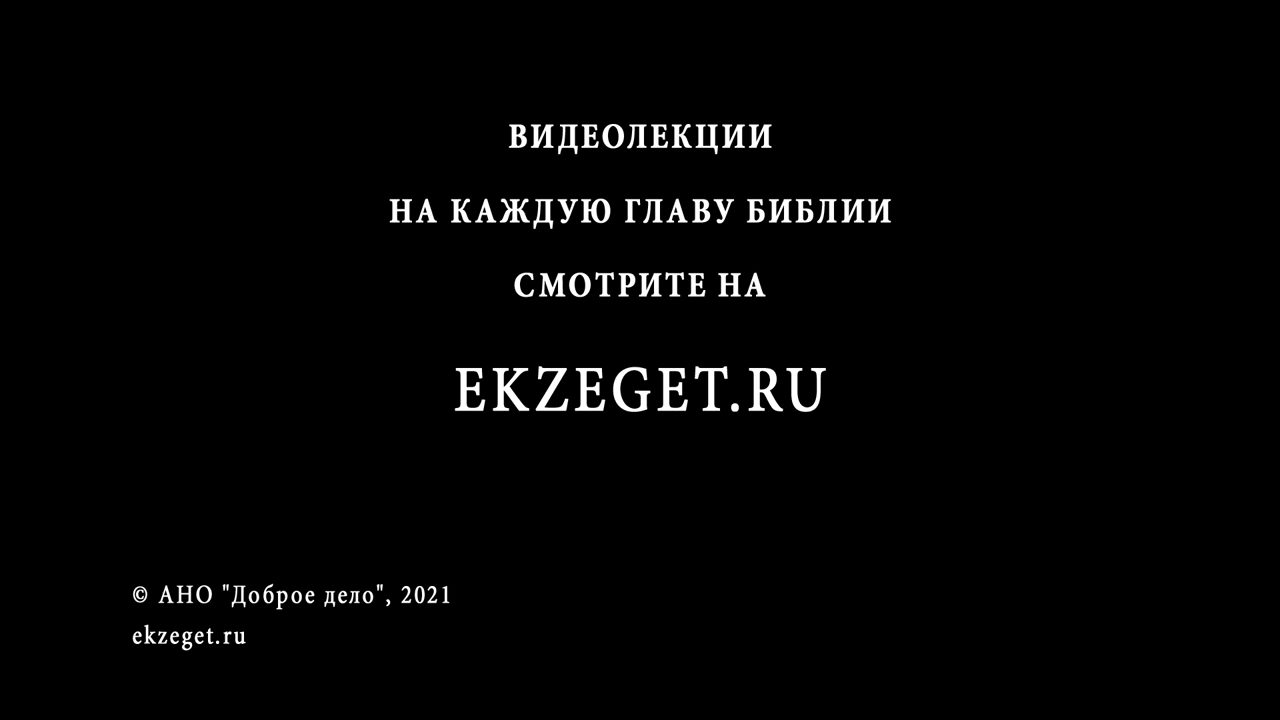 ВИДЕОЛЕКЦИИ
НА КАЖДУЮ ГЛАВУ БИБЛИИ
СМОТРИТЕ НА
EKZEGET.RU
© АНО "Доброе дело", 2021
ekzeget.ru